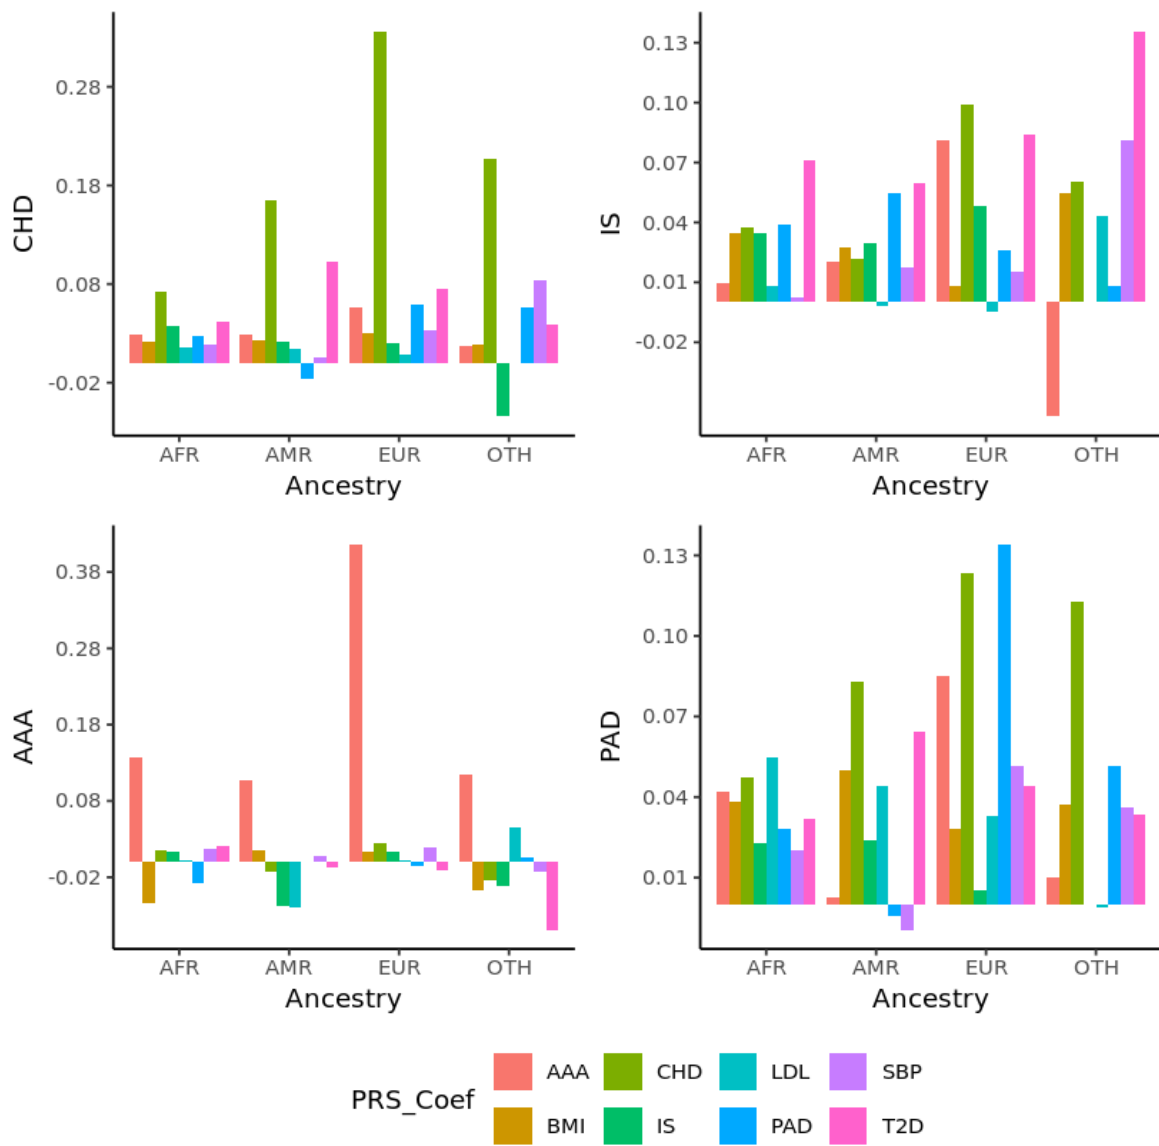 CHD
0.28
0.18
0.08
-0.02
AFR AMR EUR OTH
Ancestry
IS
0.13
0.10
0.07
0.04
0.01
-0.02
AFR AMR EUR OTH
Ancestry
AAA
0.38
0.28
0.18
0.08
-0.02
AFR AMR EUR OTH
Ancestry
PAD
0.13
0.10
0.07
0.04
0.01
AFR AMR EUR OTH
Ancestry
PRS_Coef
AAA CHD LDL SBP
BMI IS PAD T2D